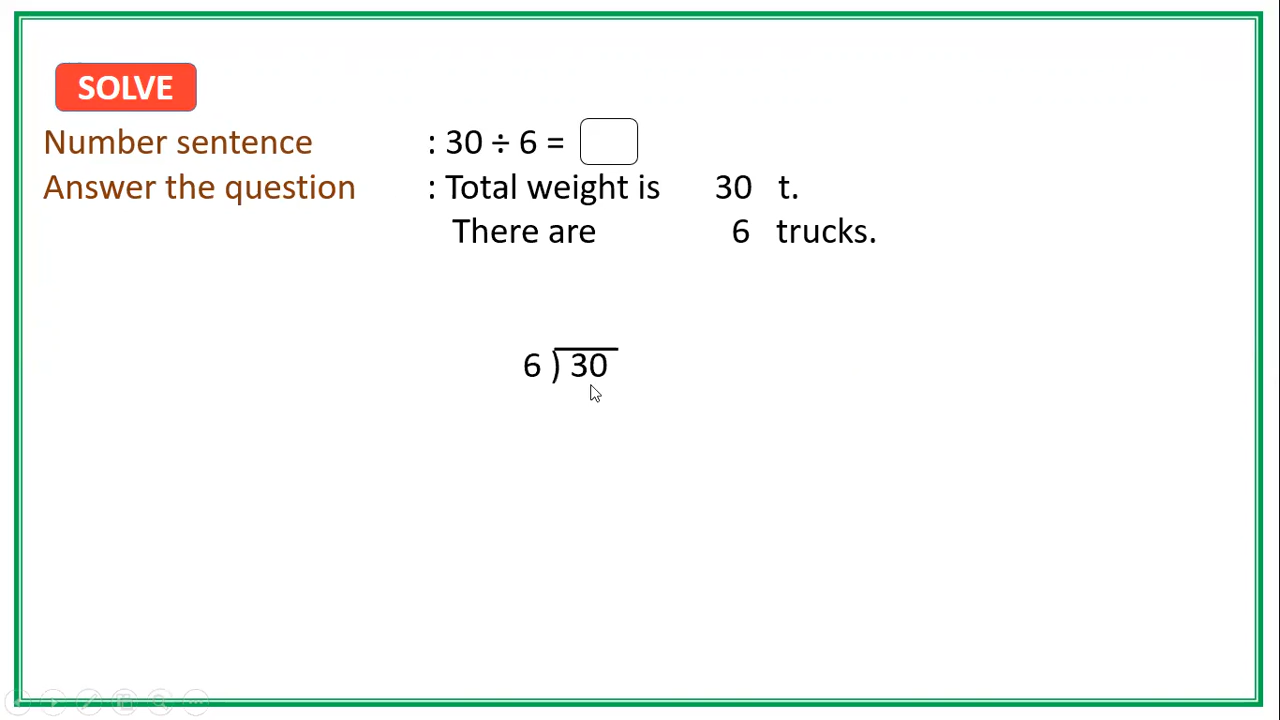 SOLVE
Number sentence : 30 ÷ 6 =
Answer the question : Total weight is 30 t.
There are 6 trucks.
6 ) 30